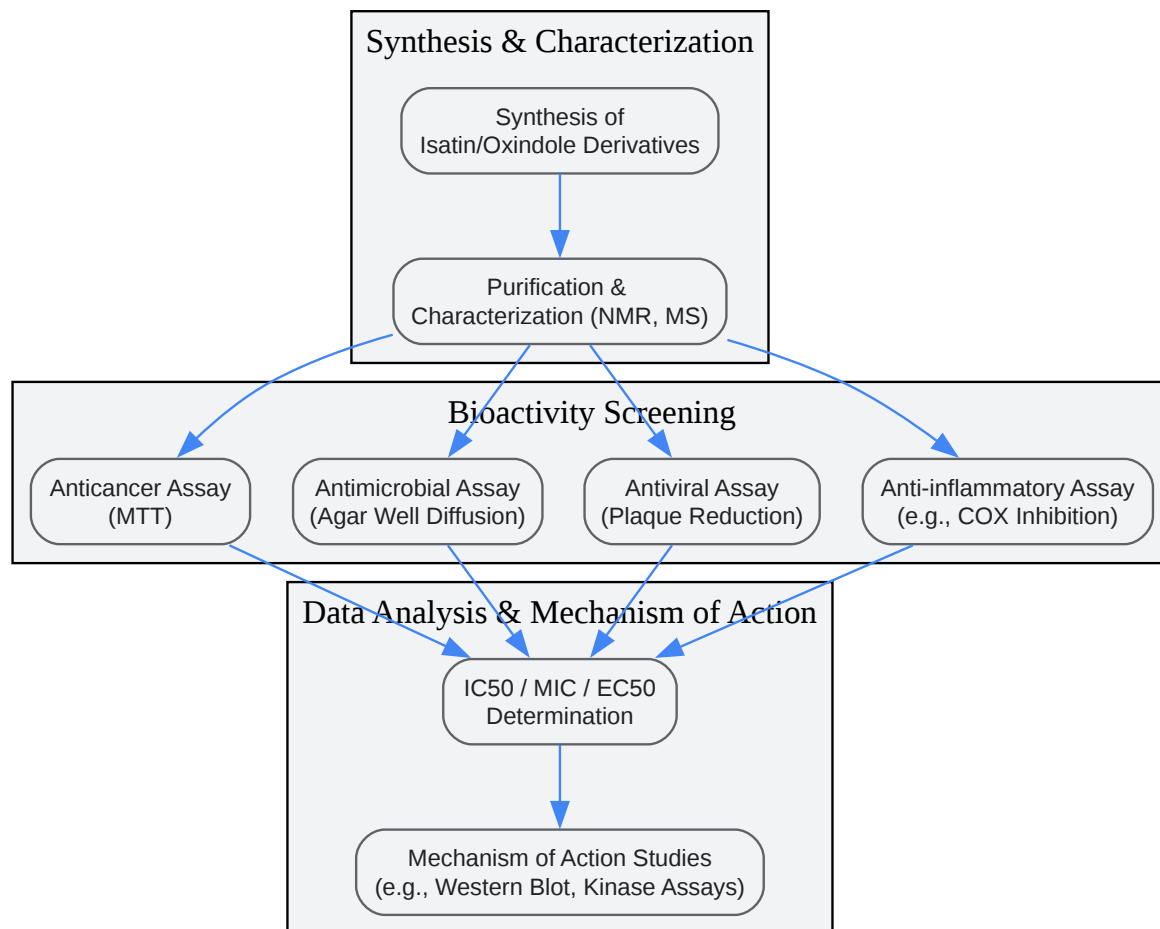 Synthesis & Characterization
Synthesis of
Isatin/Oxindole Derivatives
Purification &
Characterization (NMR, MS)
Bioactivity Screening
Anticancer Assay
(MTT)
Antimicrobial Assay
(Agar Well Diffusion)
Antiviral Assay
(Plaque Reduction)
Anti-inflammatory Assay
(e.g., COX Inhibition)
Data Analysis & Mechanism of Action
IC50 / MIC / EC50
Determination
Mechanism of Action Studies
(e.g., Western Blot, Kinase Assays)